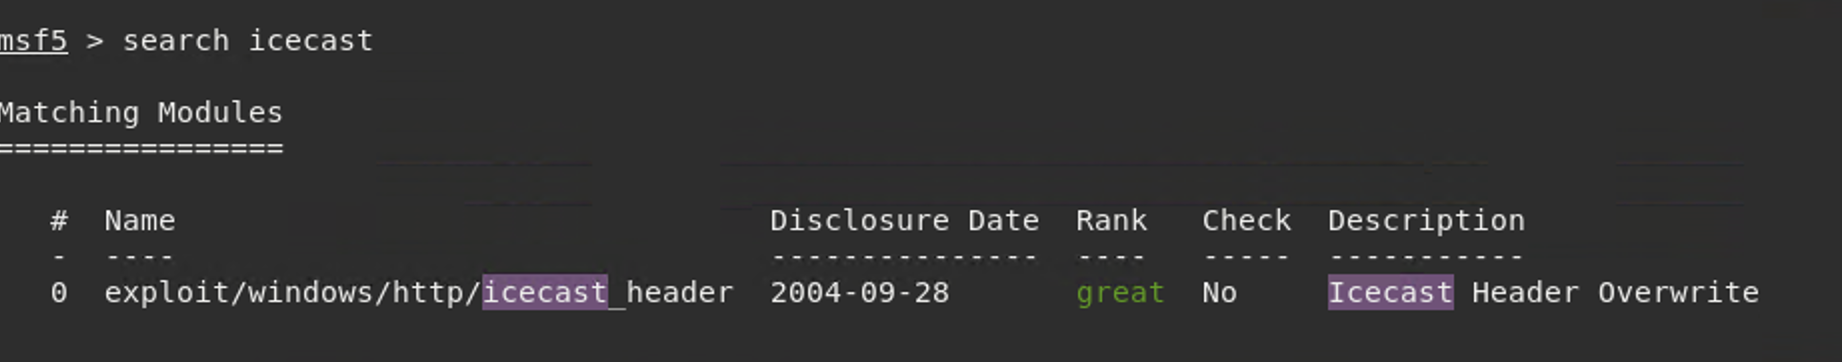 msf5 > search icecast
Matching Modules
================
#  Name                                 Disclosure Date  Rank   Check  Description
-  ----                                 ---------------  ----   -----  -----------
0  exploit/windows/http/icecast_header  2004-09-28       great  No     Icecast Header Overwrite